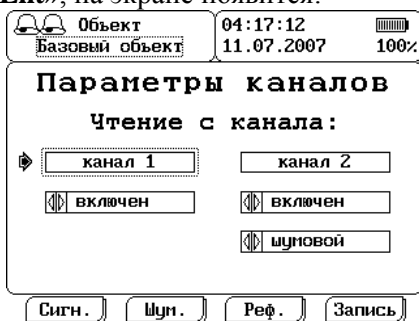 Ent», на экране появится:
Объект 04:17:12
Базовый объект 11.07.2007 100%
Параметры каналов
Чтение с канала:
канал 1 канал 2
включен включен
шумовой
Сигн. Шум. Реф. Запись